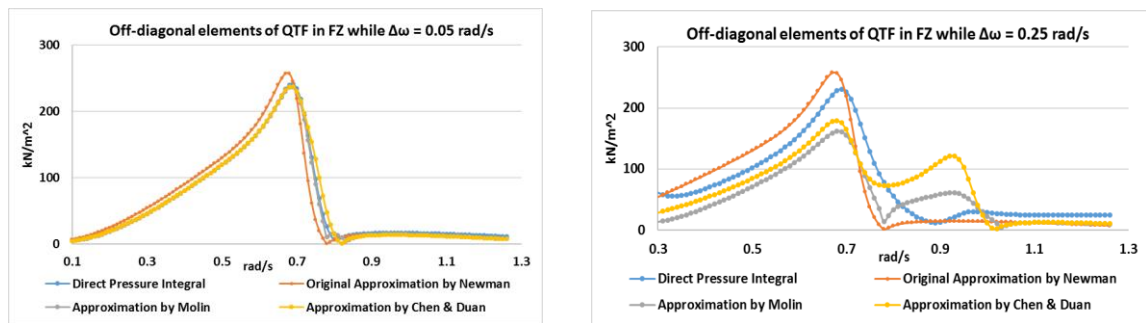 Off-diagonal elements of QTF in FZ while Δω = 0.05 rad/s
300
200
100
0
kN/m^2
0.1 0.3 0.5 0.7 0.9 1.1 1.3
rad/s
Direct Pressure Integral
Original Approximation by Newman
Approximation by Molin
Approximation by Chen & Duan
Off-diagonal elements of QTF in FZ while Δω = 0.25 rad/s
300
200
100
0
kN/m^2
0.3 0.5 0.7 0.9 1.1 1.3
rad/s
Direct Pressure Integral
Original Approximation by Newman
Approximation by Molin
Approximation by Chen & Duan